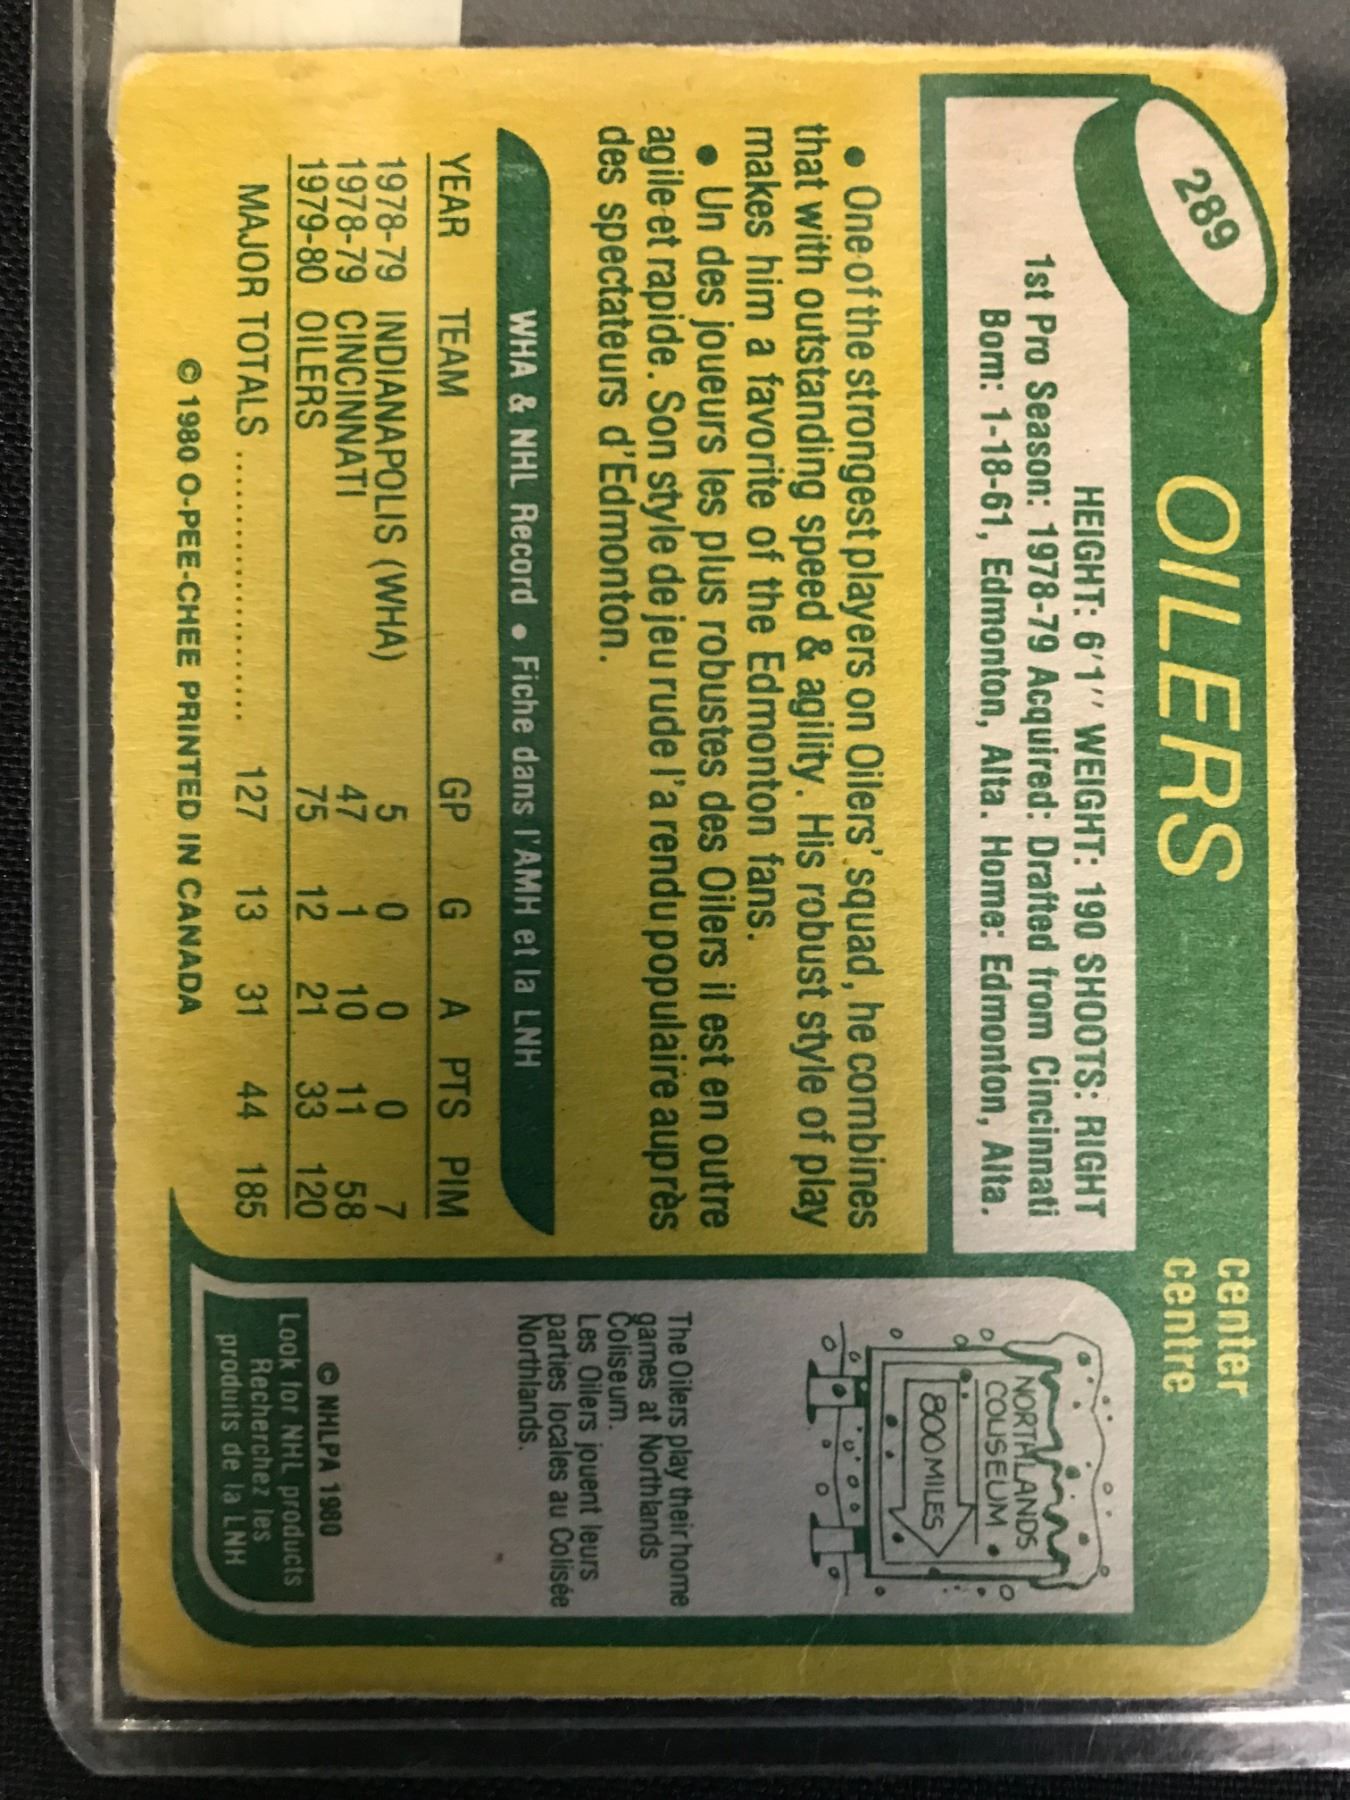 289
OILERS
center
centre
HEIGHT: 6'1'' WEIGHT: 190 SHOOTS: RIGHT
1st Pro Season: 1978-79 Acquired: Drafted from Cincinnati
Born: 1-18-61, Edmonton, Alta. Home: Edmonton, Alta.
• One of the strongest players on Oilers' squad, he combines
that with outstanding speed & agility. His robust style of play
makes him a favorite of the Edmonton fans.
• Un des joueurs les plus robustes des Oilers il est en outre
agile et rapide. Son style de jeu rude l'a rendu populaire auprès
des spectateurs d'Edmonton.
WHA & NHL Record • Fiche dans l'AMH et la LNH
YEAR TEAM GP G A PTS PIM
1978-79 INDIANAPOLIS (WHA) 5 0 0 0 7
1978-79 CINCINNATI 47 1 10 11 58
1979-80 OILERS 75 12 21 33 120
MAJOR TOTALS .................... 127 13 31 44 185
© 1980 O-PEE-CHEE PRINTED IN CANADA
NORTHLANDS
COLISEUM
800 MILES
The Oilers play their home
games at Northlands
Coliseum.
Les Oilers jouent leurs
parties locales au Colisée
Northlands.
© NHLPA 1980
Look for NHL products
Recherchez les
produits de la LNH